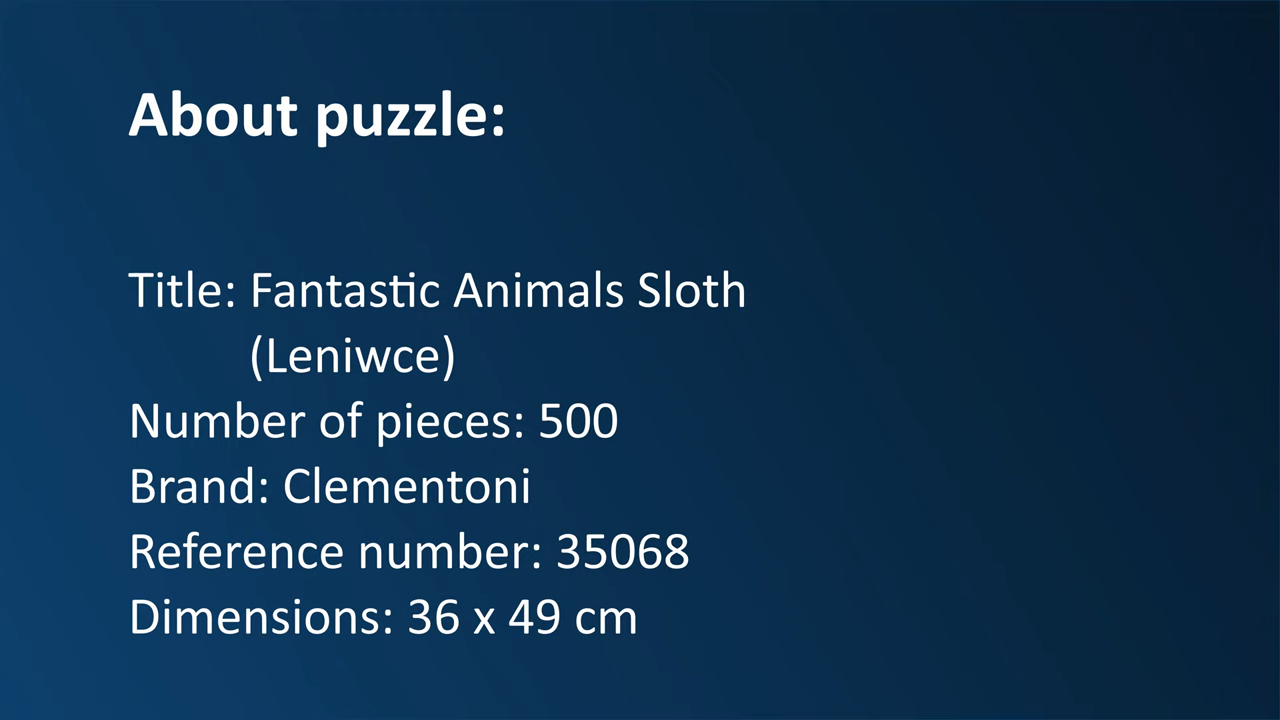 About puzzle:
Title: Fantastic Animals Sloth
(Leniwce)
Number of pieces: 500
Brand: Clementoni
Reference number: 35068
Dimensions: 36 x 49 cm